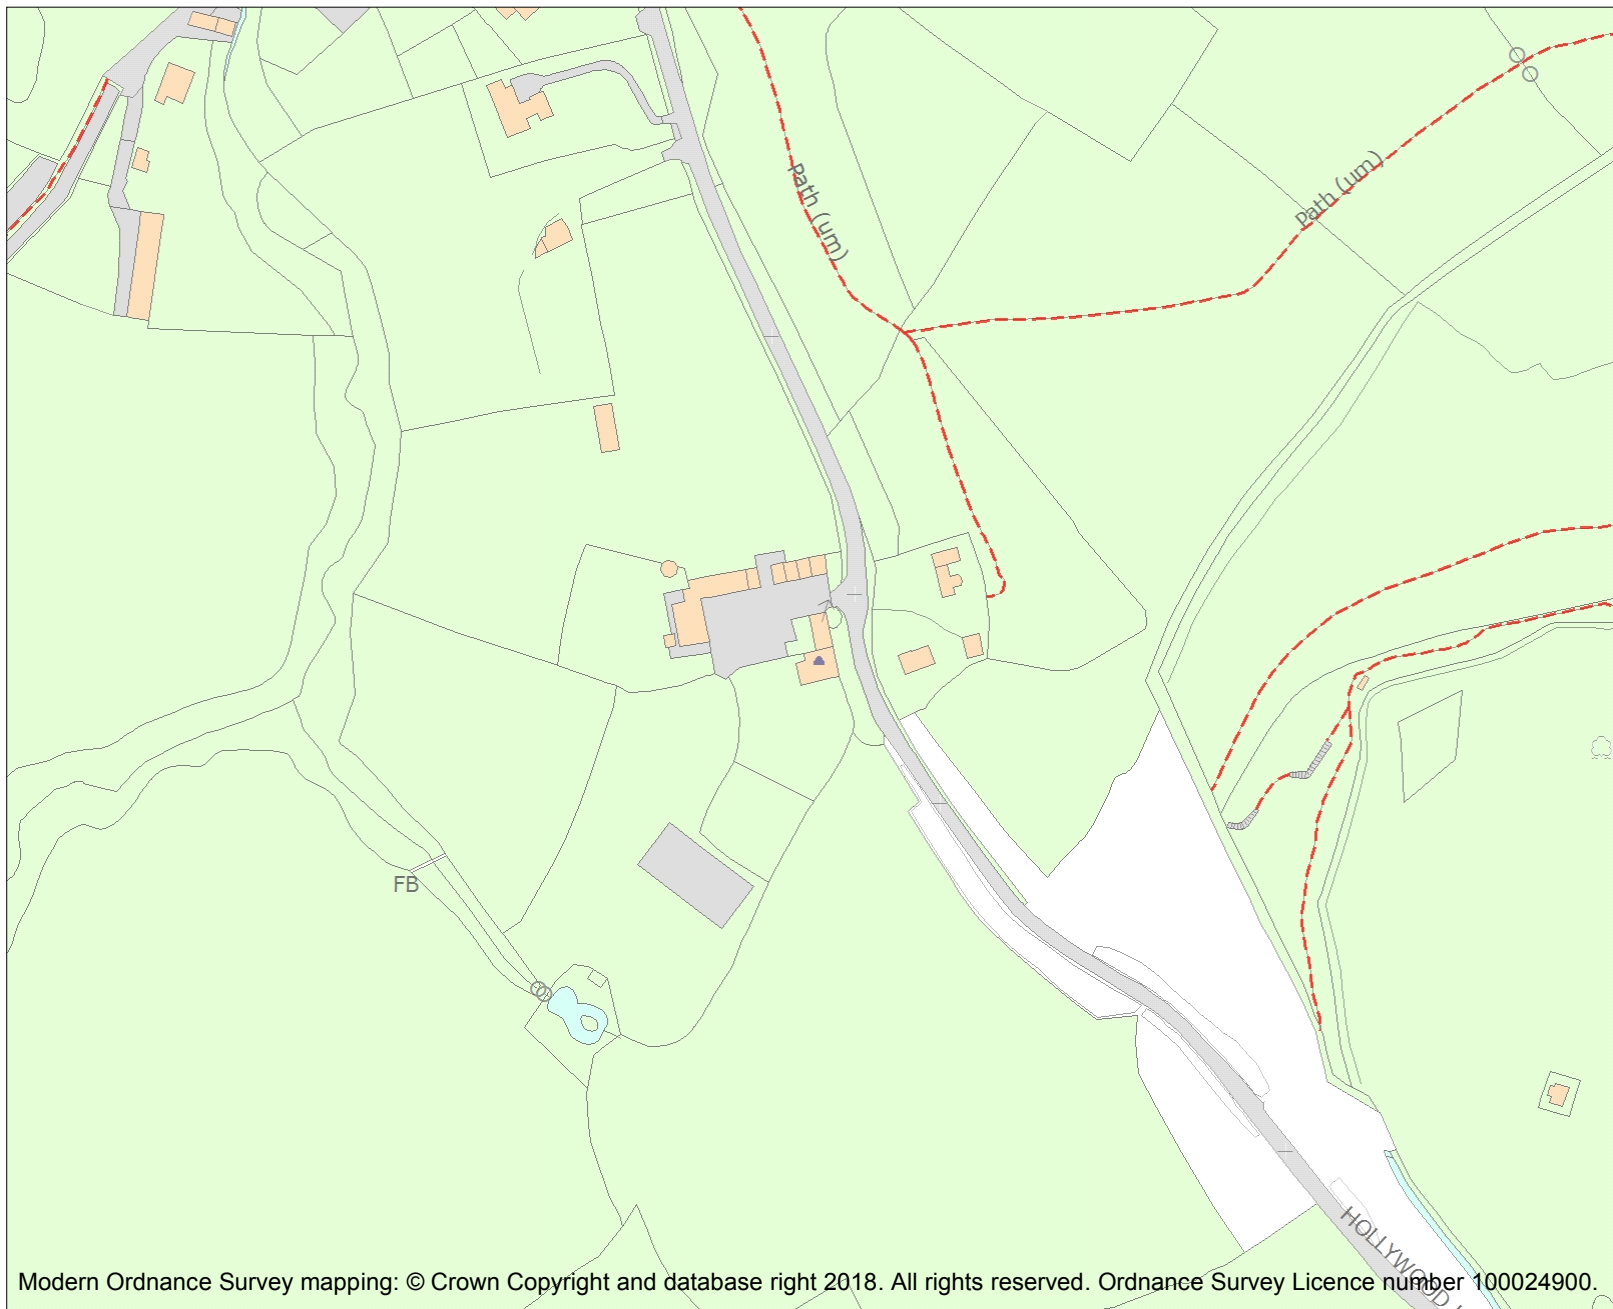 Path (um)
Path (um)
FB
HOLLYWOOD
Modern Ordnance Survey mapping: © Crown Copyright and database right 2018. All rights reserved. Ordnance Survey Licence number 100024900.